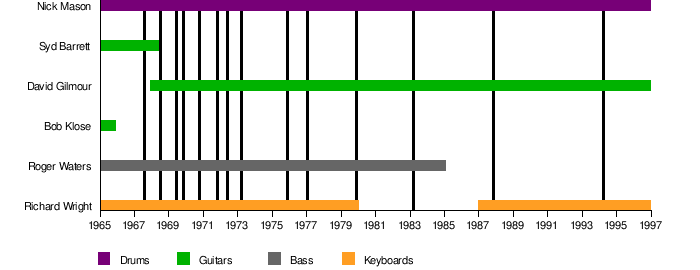 Nick Mason
Syd Barrett
David Gilmour
Bob Klose
Roger Waters
Richard Wright
1965 1967 1969 1971 1973 1975 1977 1979 1981 1983 1985 1987 1989 1991 1993 1995 1997
Drums Guitars Bass Keyboards